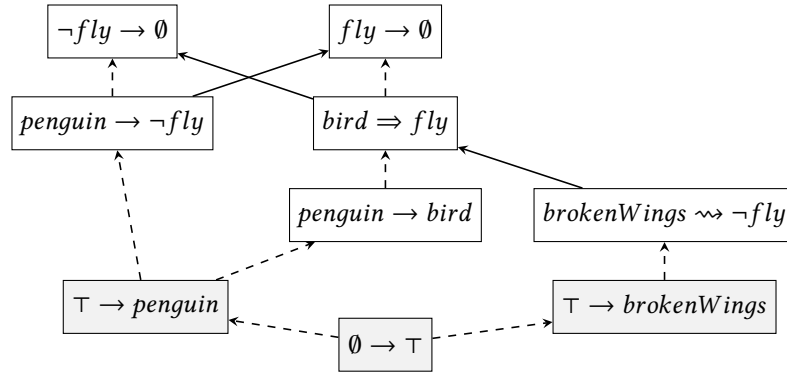 ¬fly → ∅
fly → ∅
penguin → ¬fly
bird ⇒ fly
penguin → bird
brokenWings ⇝ ¬fly
⊤ → penguin
⊤ → brokenWings
∅ → ⊤